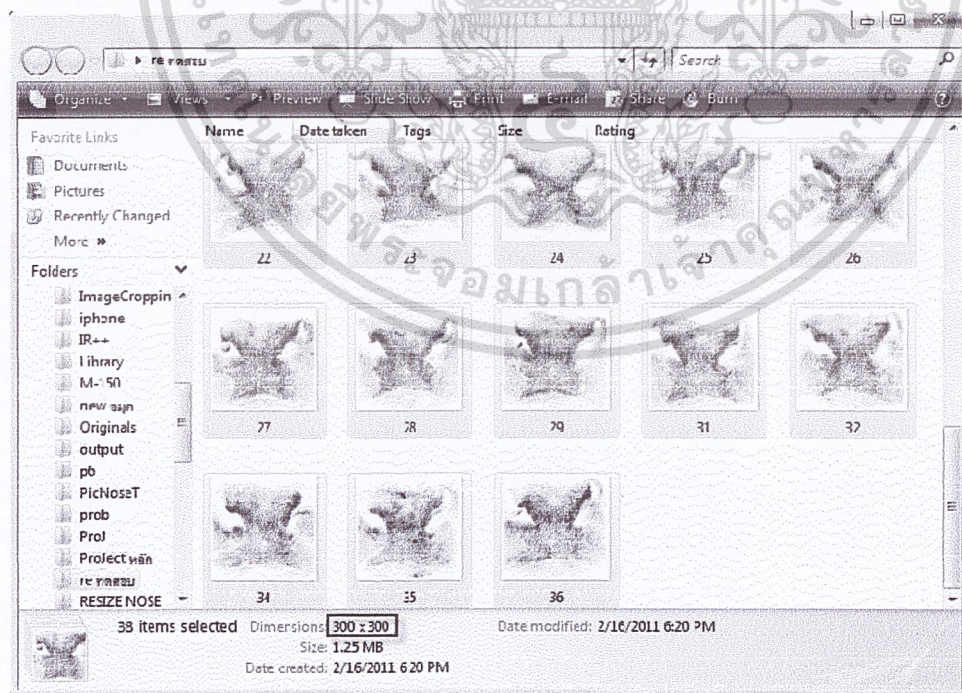 re ทดสอบ
Search
Organize Views Preview Slide Show Print E-mail Share Burn
Favorite Links
Documents
Pictures
Recently Changed
More »
Folders
ImageCroppin
iphone
IR++
Library
M-150
new
Originals
output
p6
PicNoseT
prob
Proj
Project หลัก
re ทดสอบ
RESIZE NOSE
Name Date taken Tags Size Rating
22 23 24 25 26
27 28 29 31 32
34 35 36
38 items selected Dimensions: 300 x 300 Date modified: 2/16/2011 6:20 PM
Size: 1.25 MB
Date created: 2/16/2011 6:20 PM
พระจอมเกล้าเจ้าคุณทหาร